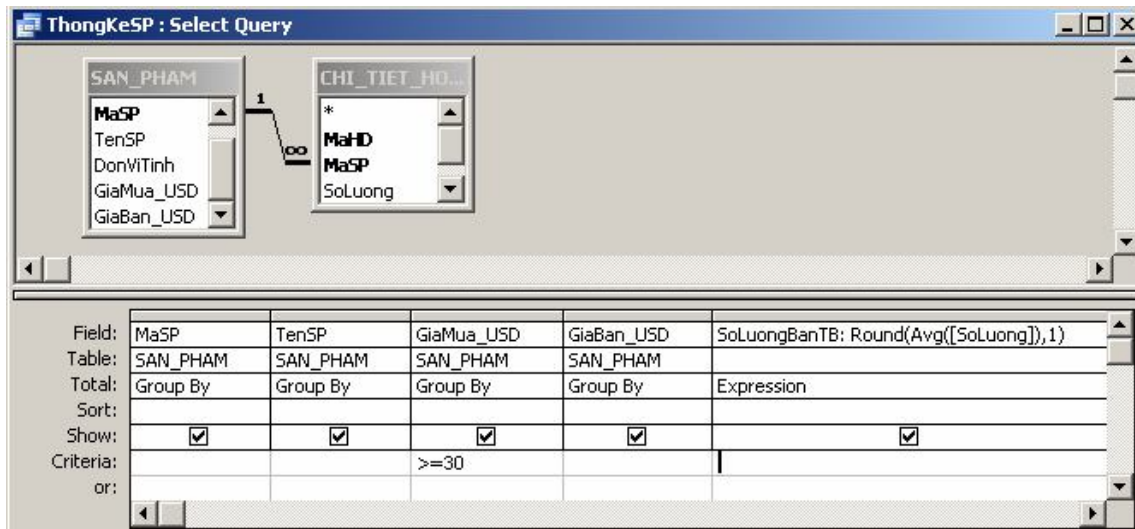 ThongKeSP : Select Query
SAN_PHAM
MaSP
TenSP
DonViTinh
GiaMua_USD
GiaBan_USD
1
∞
CHI_TIET_HO...
*
MaHD
MaSP
SoLuong
Field: MaSP TenSP GiaMua_USD GiaBan_USD SoLuongBanTB: Round(Avg([SoLuong]),1)
Table: SAN_PHAM SAN_PHAM SAN_PHAM SAN_PHAM
Total: Group By Group By Group By Group By Expression
Sort:
Show:
Criteria: >=30
or: